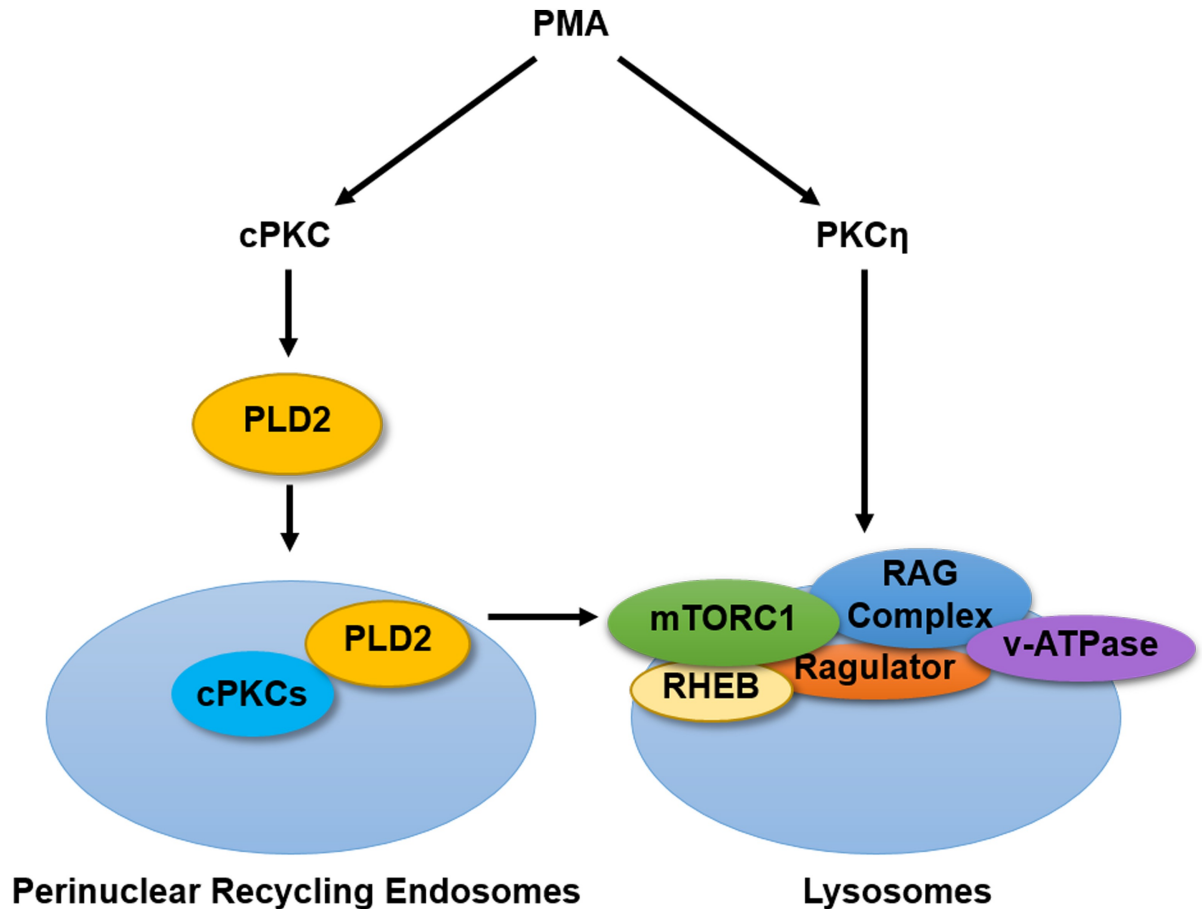 PMA
cPKC
PKCη
PLD2
PLD2
cPKCs
RAG
Complex
mTORC1
v-ATPase
Ragulator
RHEB
Perinuclear Recycling Endosomes
Lysosomes